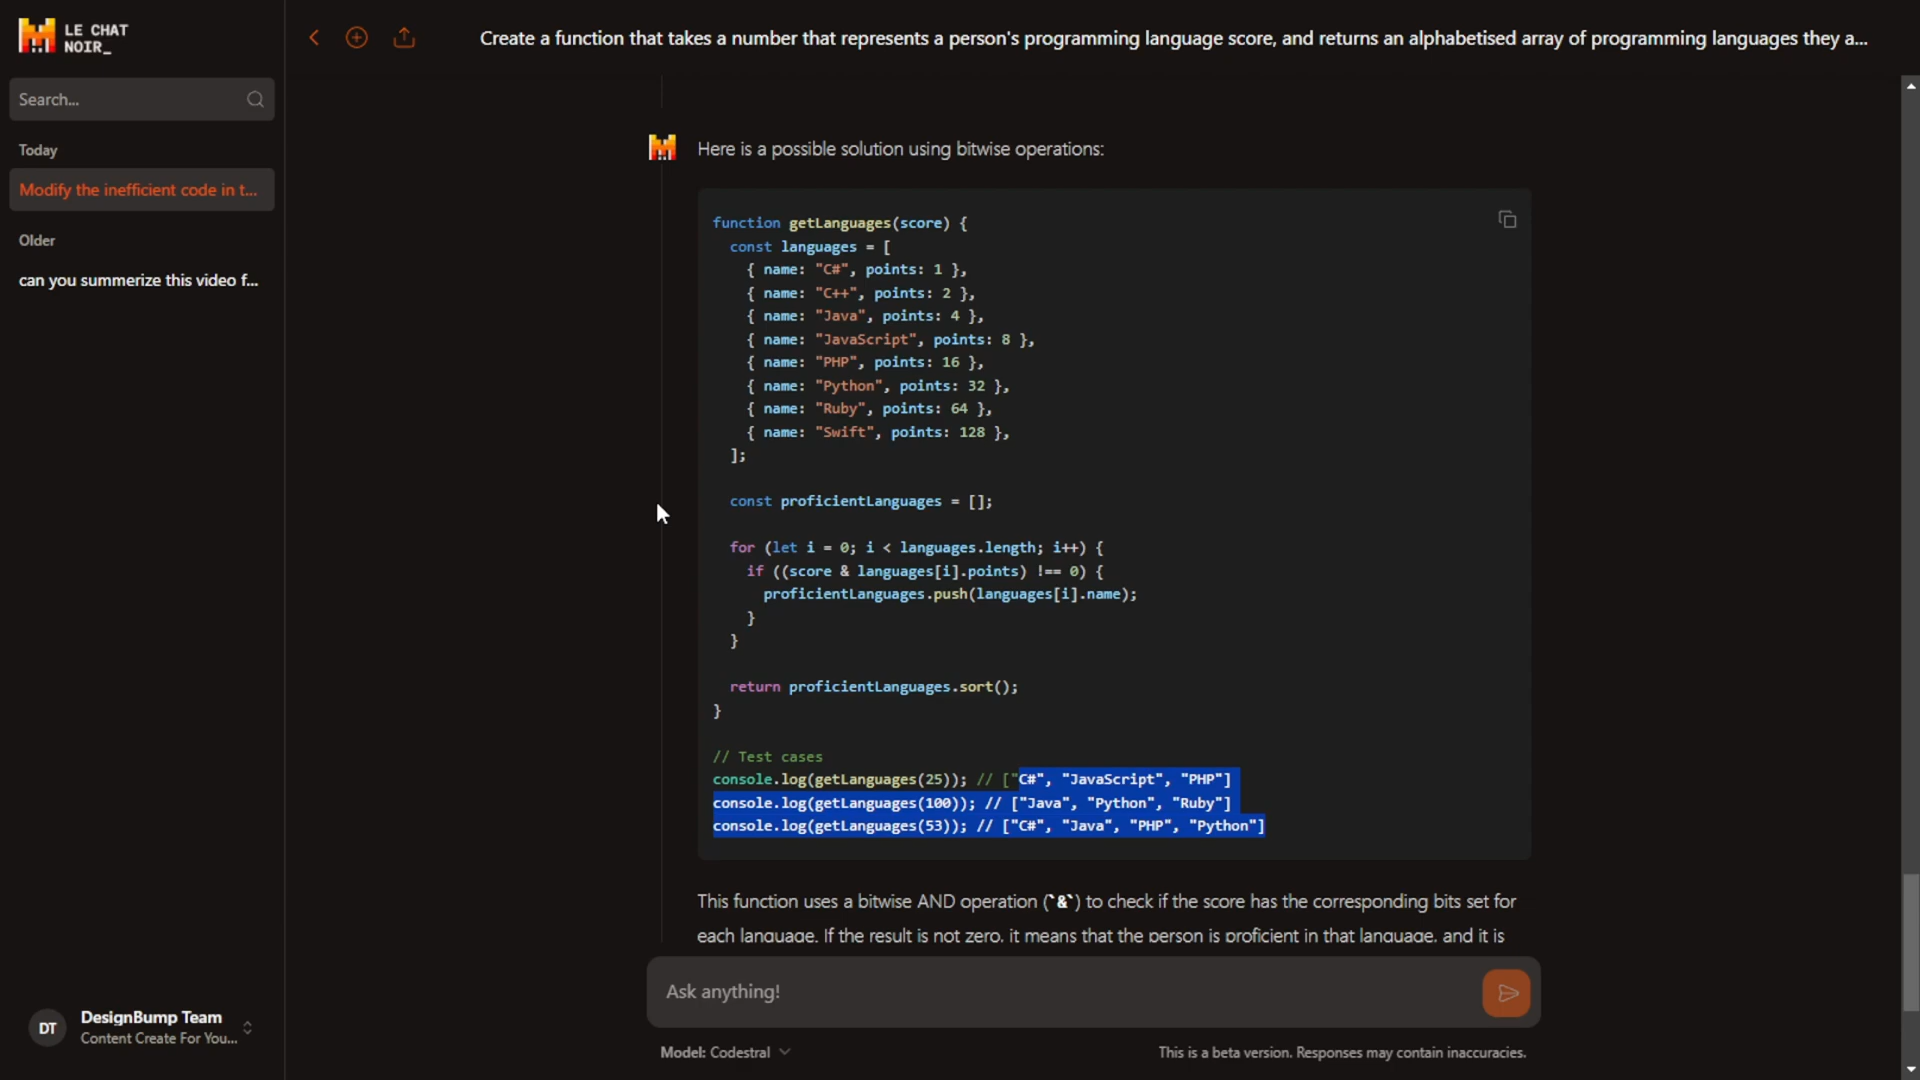 LE CHAT
NOIR_
Search...
Today
Modify the inefficient code in t...
Older
can you summerize this video f...
DT
DesignBump Team
Content Create For You...
Create a function that takes a number that represents a person's programming language score, and returns an alphabetised array of programming languages they a...
Here is a possible solution using bitwise operations:
function getLanguages(score) {
  const languages = [
    { name: "C#", points: 1 },
    { name: "C++", points: 2 },
    { name: "Java", points: 4 },
    { name: "JavaScript", points: 8 },
    { name: "PHP", points: 16 },
    { name: "Python", points: 32 },
    { name: "Ruby", points: 64 },
    { name: "Swift", points: 128 },
  ];
  const proficientLanguages = [];
  for (let i = 0; i < languages.length; i++) {
    if ((score & languages[i].points) !== 0) {
      proficientLanguages.push(languages[i].name);
    }
  }
  return proficientLanguages.sort();
}
// Test cases
console.log(getLanguages(25)); // ["C#", "JavaScript", "PHP"]
console.log(getLanguages(100)); // ["Java", "Python", "Ruby"]
console.log(getLanguages(53)); // ["C#", "Java", "PHP", "Python"]
This function uses a bitwise AND operation (`&`) to check if the score has the corresponding bits set for
each language. If the result is not zero, it means that the person is proficient in that language, and it is
Ask anything!
Model: Codestral
This is a beta version. Responses may contain inaccuracies.